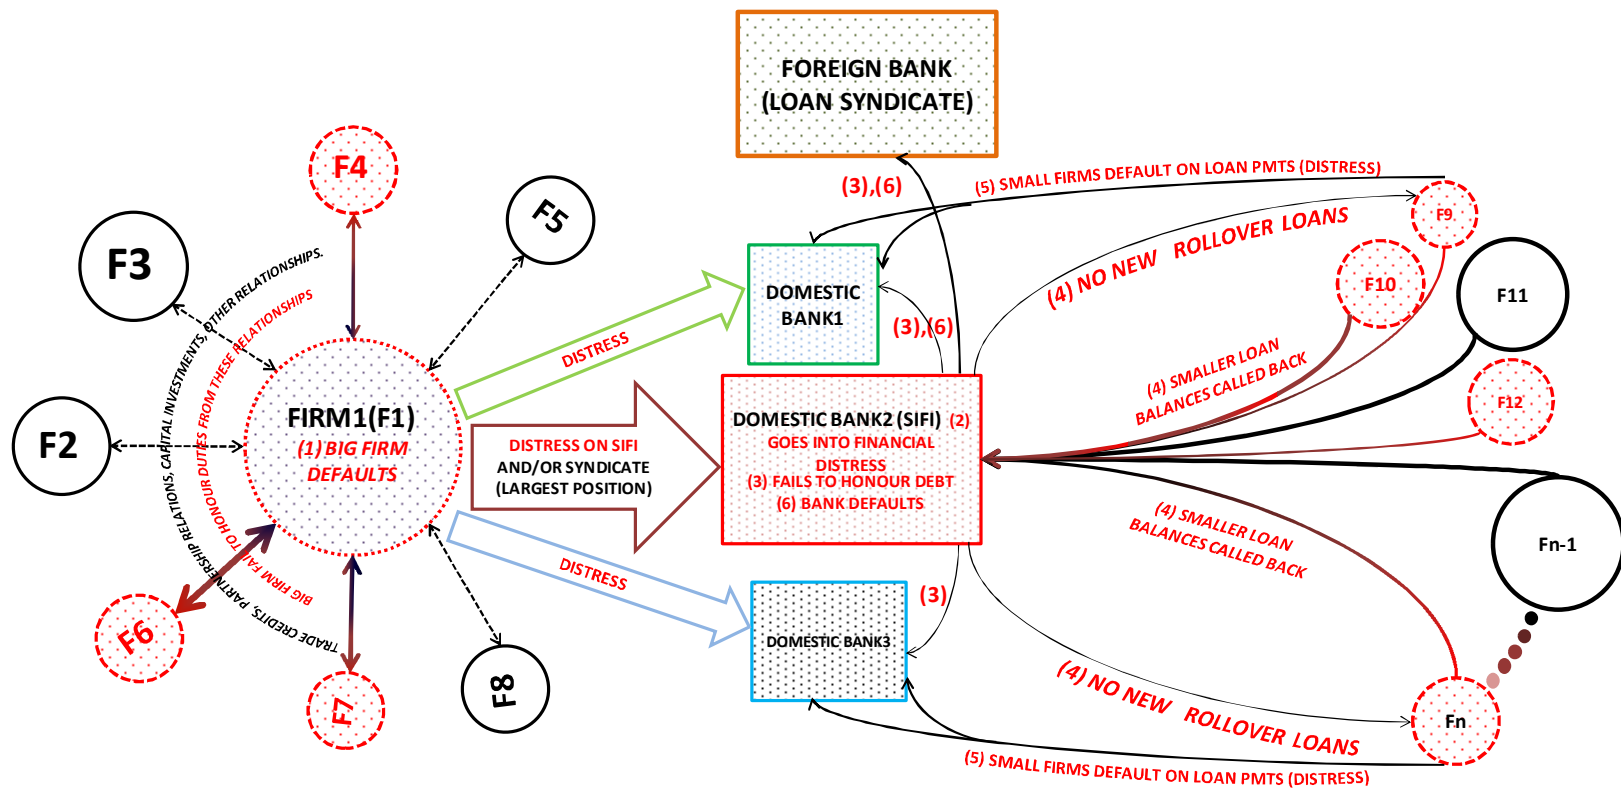 FOREIGN BANK
(LOAN SYNDICATE)
F4
F5
F3
F2
F6
F7
F8
FIRM1(F1)
(1) BIG FIRM
DEFAULTS
TRADE CREDITS, PARTNERSHIP RELATIONS, CAPITAL INVESTMENTS, OTHER RELATIONSHIPS.
BIG FIRM FAIL TO HONOUR DUTIES FROM THESE RELATIONSHIPS
DISTRESS
DISTRESS ON SIFI
AND/OR SYNDICATE
(LARGEST POSITION)
DISTRESS
DOMESTIC
BANK1
DOMESTIC BANK2 (SIFI) (2)
GOES INTO FINANCIAL
DISTRESS
(3) FAILS TO HONOUR DEBT
(6) BANK DEFAULTS
DOMESTIC BANK3
(3),(6)
(3),(6)
(3)
(5) SMALL FIRMS DEFAULT ON LOAN PMTS (DISTRESS)
(4) NO NEW ROLLOVER LOANS
F9
F10
F11
F12
(4) SMALLER LOAN
BALANCES CALLED BACK
Fn-1
(4) SMALLER LOAN
BALANCES CALLED BACK
Fn
(4) NO NEW ROLLOVER LOANS
(5) SMALL FIRMS DEFAULT ON LOAN PMTS (DISTRESS)